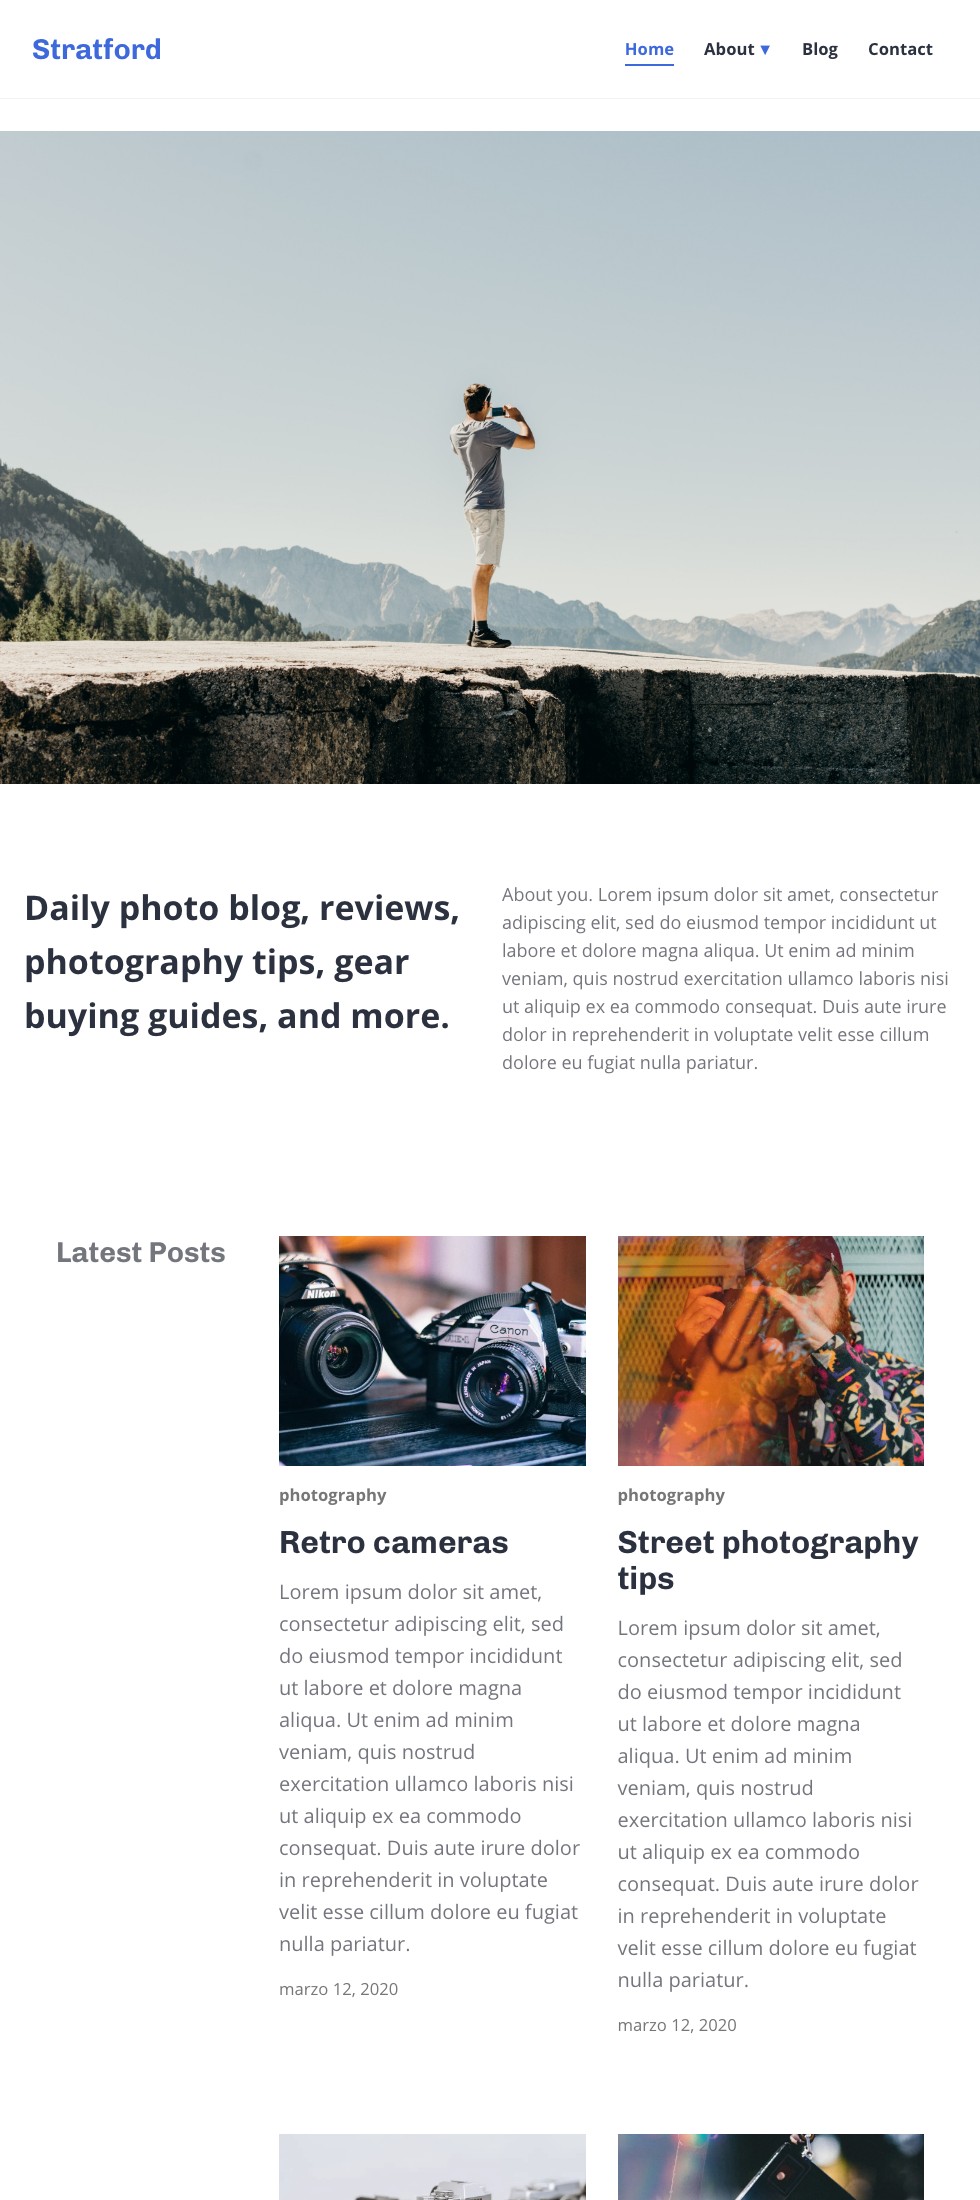 Stratford
Home About ▼ Blog Contact
Daily photo blog, reviews,
photography tips, gear
buying guides, and more.
About you. Lorem ipsum dolor sit amet, consectetur
adipiscing elit, sed do eiusmod tempor incididunt ut
labore et dolore magna aliqua. Ut enim ad minim
veniam, quis nostrud exercitation ullamco laboris nisi
ut aliquip ex ea commodo consequat. Duis aute irure
dolor in reprehenderit in voluptate velit esse cillum
dolore eu fugiat nulla pariatur.
Latest Posts
Nikon
Canon
photography
Retro cameras
Lorem ipsum dolor sit amet,
consectetur adipiscing elit, sed
do eiusmod tempor incididunt
ut labore et dolore magna
aliqua. Ut enim ad minim
veniam, quis nostrud
exercitation ullamco laboris nisi
ut aliquip ex ea commodo
consequat. Duis aute irure dolor
in reprehenderit in voluptate
velit esse cillum dolore eu fugiat
nulla pariatur.
marzo 12, 2020
photography
Street photography
tips
Lorem ipsum dolor sit amet,
consectetur adipiscing elit, sed
do eiusmod tempor incididunt
ut labore et dolore magna
aliqua. Ut enim ad minim
veniam, quis nostrud
exercitation ullamco laboris nisi
ut aliquip ex ea commodo
consequat. Duis aute irure dolor
in reprehenderit in voluptate
velit esse cillum dolore eu fugiat
nulla pariatur.
marzo 12, 2020